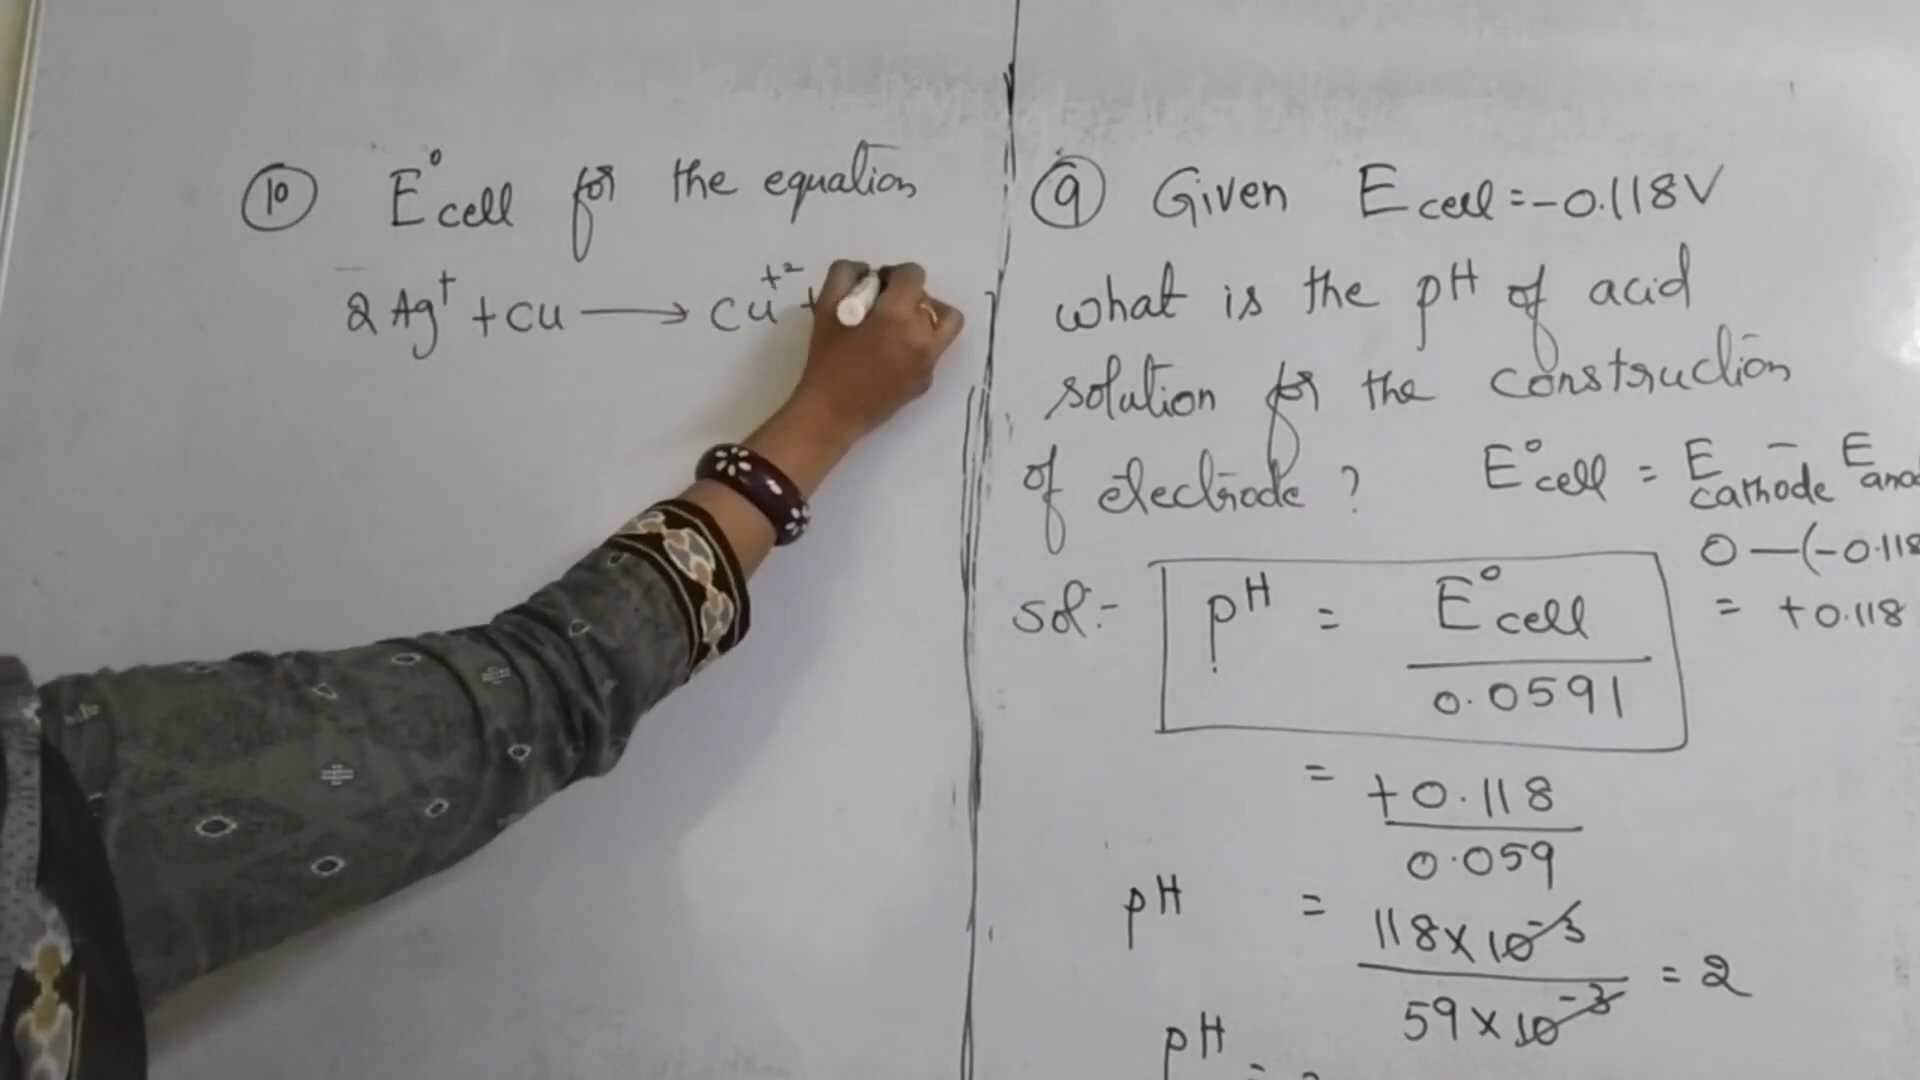 ⑩ E°cell for the equation
2Ag⁺ + Cu ⟶ Cu⁺² +
⑨ Given Ecell = -0.118V
what is the pH of acid
solution for the construction
of electrode ? E°cell = Ecathode - Eanod
0 - (-0.118
= +0.118
Sol:- pH = E°cell / 0.0591
= +0.118 / 0.059
pH = 118 × 10⁻³ / 59 × 10⁻³ = 2
pH =